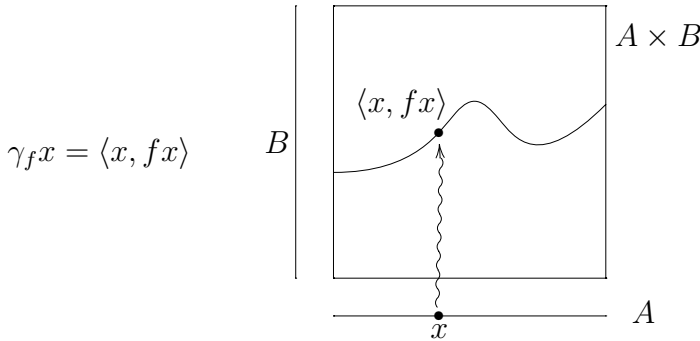 A × B
⟨x, fx⟩
γ_f x = ⟨x, fx⟩
B
A
x